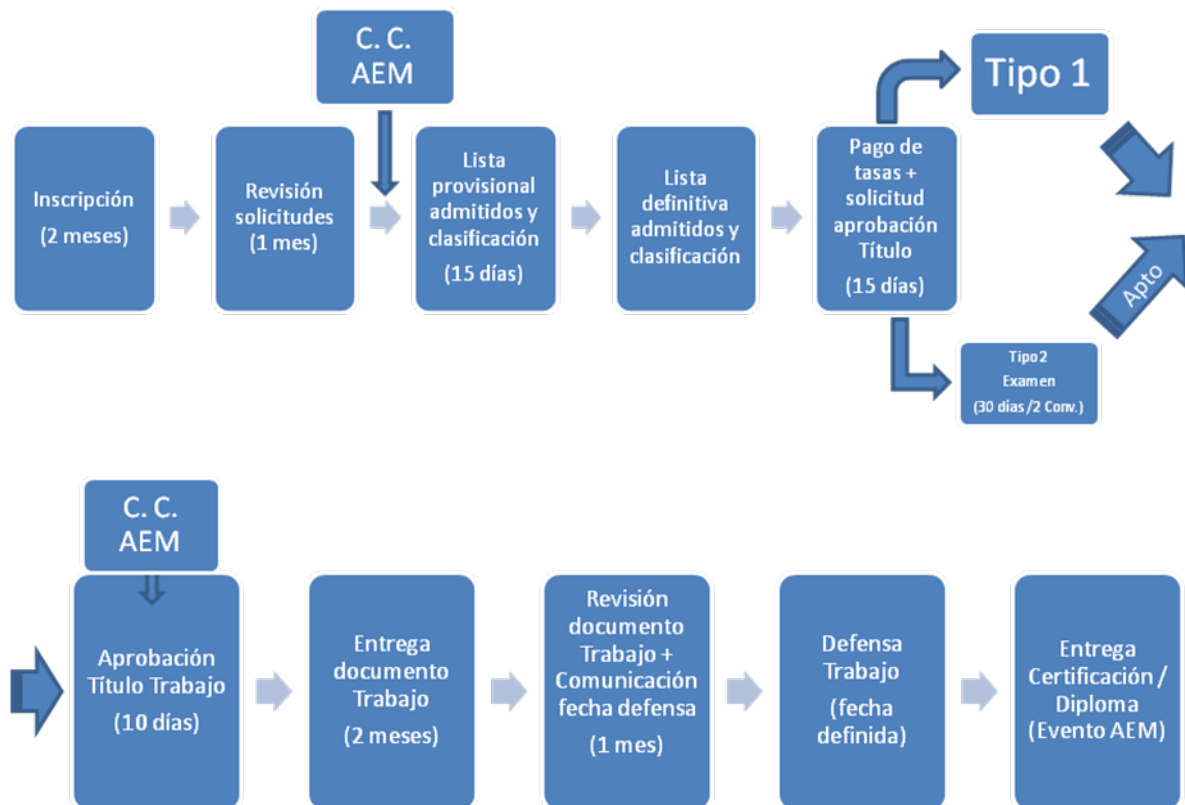 C. C.
AEM
Inscripción
(2 meses)
Revisión
solicitudes
(1 mes)
Lista
provisional
admitidos y
clasificación
(15 días)
Lista
definitiva
admitidos y
clasificación
Pago de
tasas +
solicitud
aprobación
Título
(15 días)
Tipo 1
Tipo 2
Examen
(30 días /2 Conv.)
Apto
C. C.
AEM
Aprobación
Título Trabajo
(10 días)
Entrega
documento
Trabajo
(2 meses)
Revisión
documento
Trabajo +
Comunicación
fecha defensa
(1 mes)
Defensa
Trabajo
(fecha
definida)
Entrega
Certificación /
Diploma
(Evento AEM)